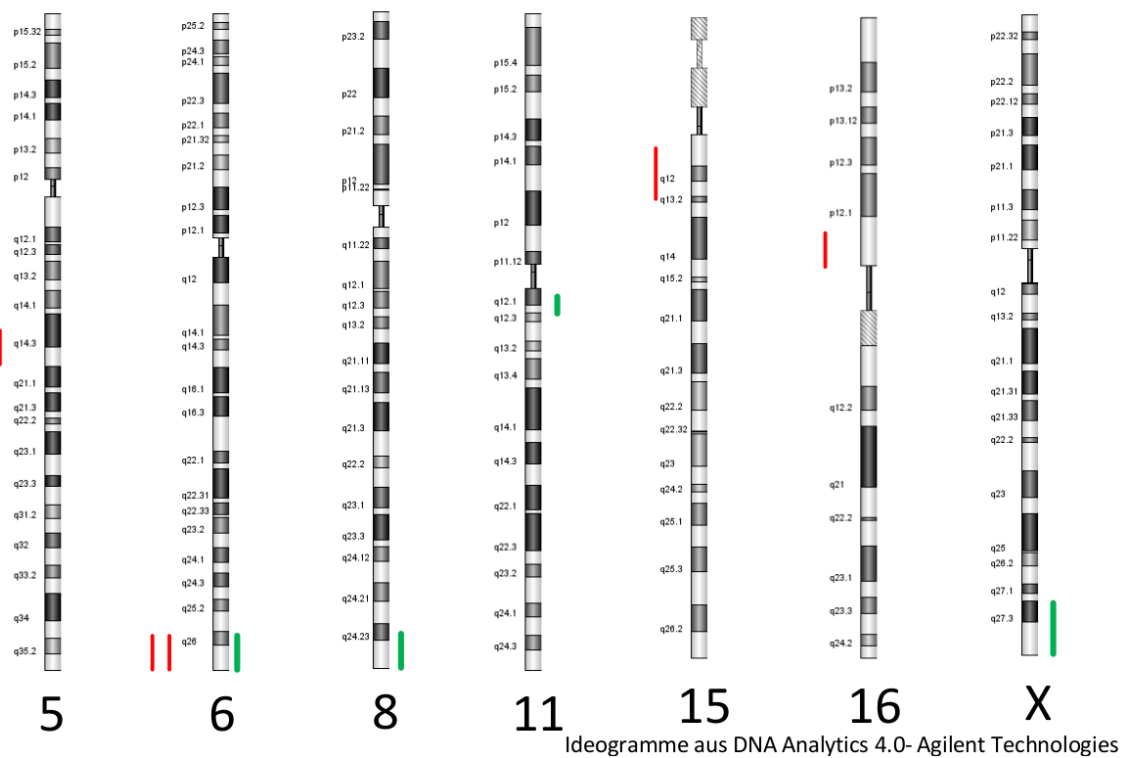 p15.32
p15.2
p14.3
p14.1
p13.2
p12
q12.1
q12.3
q13.2
q14.1
q14.3
q21.1
q21.3
q22.2
q23.1
q23.3
q31.2
q32
q33.2
q34
q35.2
5
p25.2
p24.3
p24.1
p22.3
p22.1
p21.32
p21.2
p12.3
p12.1
q12
q14.1
q14.3
q16.1
q16.3
q22.1
q22.31
q22.33
q23.2
q24.1
q24.3
q25.2
q26
6
p23.2
p22
p21.2
p12
p11.22
q11.22
q12.1
q12.3
q13.2
q21.11
q21.13
q21.3
q22.2
q23.1
q23.3
q24.12
q24.21
q24.23
8
p15.4
p15.2
p14.3
p14.1
p12
p11.12
q12.1
q12.3
q13.2
q13.4
q14.1
q14.3
q22.1
q22.3
q23.2
q24.1
q24.3
11
q12
q13.2
q14
q15.2
q21.1
q21.3
q22.2
q22.32
q23
q24.2
q25.1
q25.3
q26.2
15
p13.2
p13.12
p12.3
p12.1
q12.2
q21
q22.2
q23.1
q23.3
q24.2
16
p22.32
p22.2
p22.12
p21.3
p21.1
p11.3
p11.22
q12
q13.2
q21.1
q21.31
q21.33
q22.2
q23
q25
q26.2
q27.1
q27.3
X
Ideogramme aus DNA Analytics 4.0- Agilent Technologies